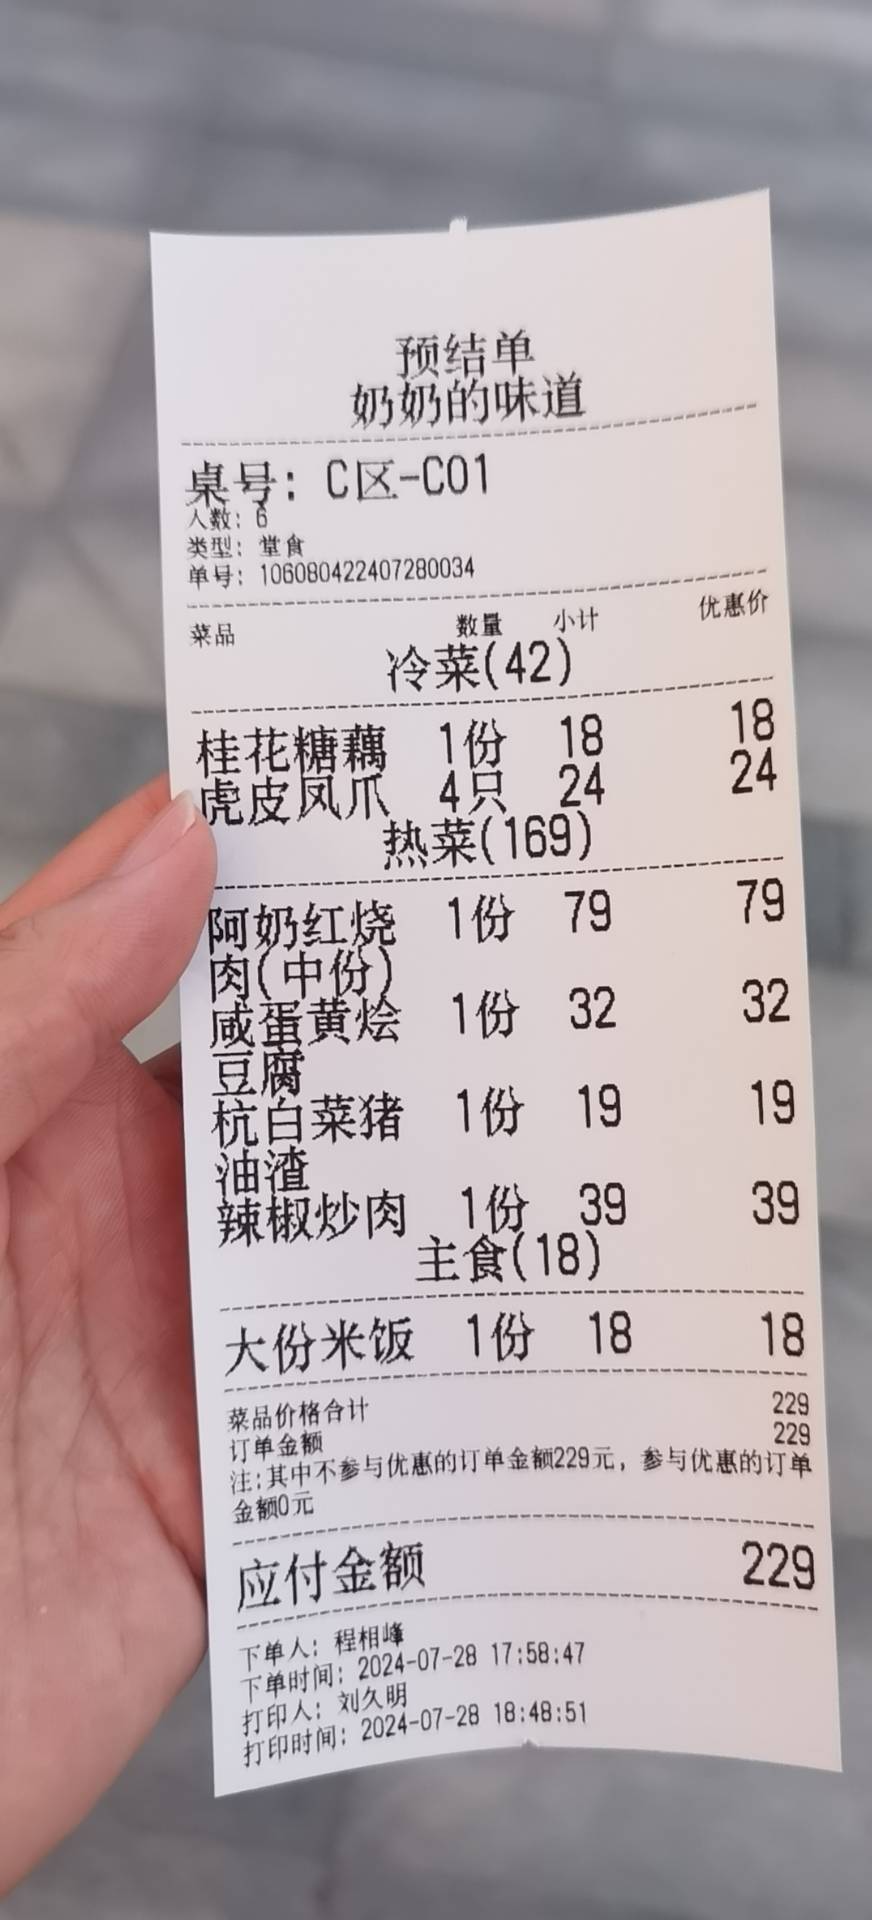 预结单
奶奶的味道
桌号: C区-C01
人数: 6
类型: 堂食
单号: 106080422407280034
菜品 数量 小计 优惠价
冷菜(42)
桂花糖藕 1份 18 18
虎皮凤爪 4只 24 24
热菜(169)
阿奶红烧 1份 79 79
肉(中份)
咸蛋黄烩 1份 32 32
豆腐
杭白菜猪 1份 19 19
油渣
辣椒炒肉 1份 39 39
主食(18)
大份米饭 1份 18 18
菜品价格合计 229
订单金额 229
注:其中不参与优惠的订单金额229元, 参与优惠的订单
金额0元
应付金额 229
下单人: 程相峰
下单时间: 2024-07-28 17:58:47
打印人: 刘久明
打印时间: 2024-07-28 18:48:51